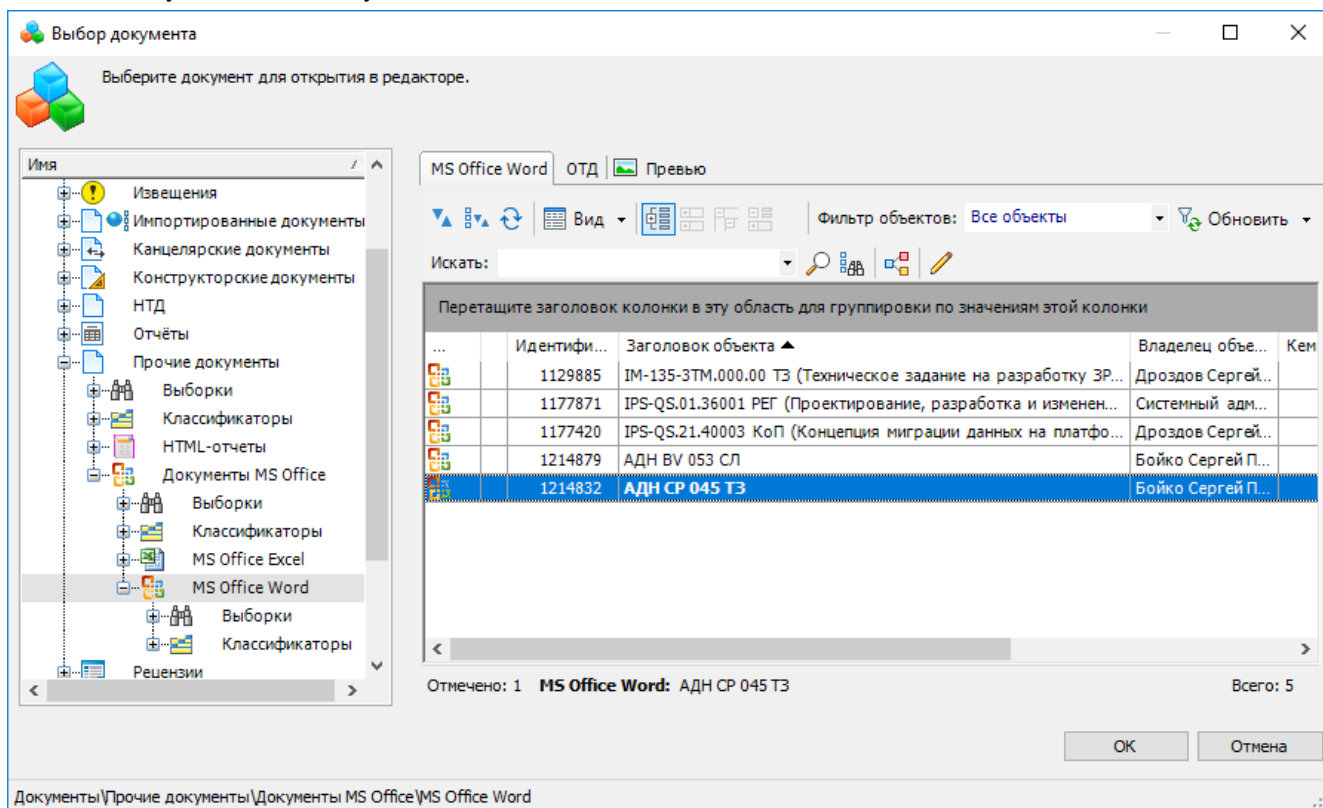 Выбор документа
Выберите документ для открытия в редакторе.
Имя
Извещения
Импортированные документы
Канцелярские документы
Конструкторские документы
НТД
Отчёты
Прочие документы
Выборки
Классификаторы
HTML-отчеты
Документы MS Office
Выборки
Классификаторы
MS Office Excel
MS Office Word
Выборки
Классификаторы
Рецензии
MS Office Word ОТД Превью
Вид Фильтр объектов: Все объекты Обновить
Искать:
Перетащите заголовок колонки в эту область для группировки по значениям этой колонки
... Идентифи... Заголовок объекта Владелец объе... Кем
1129885 IM-135-3TM.000.00 ТЗ (Техническое задание на разработку ЗР... Дроздов Сергей...
1177871 IPS-QS.01.36001 РЕГ (Проектирование, разработка и изменен... Системный адм...
1177420 IPS-QS.21.40003 КоП (Концепция миграции данных на платфо... Дроздов Сергей...
1214879 АДН BV 053 СЛ Бойко Сергей П...
1214832 АДН СР 045 ТЗ Бойко Сергей П...
Отмечено: 1 MS Office Word: АДН СР 045 ТЗ Всего: 5
ОК Отмена
Документы\Прочие документы\Документы MS Office\MS Office Word